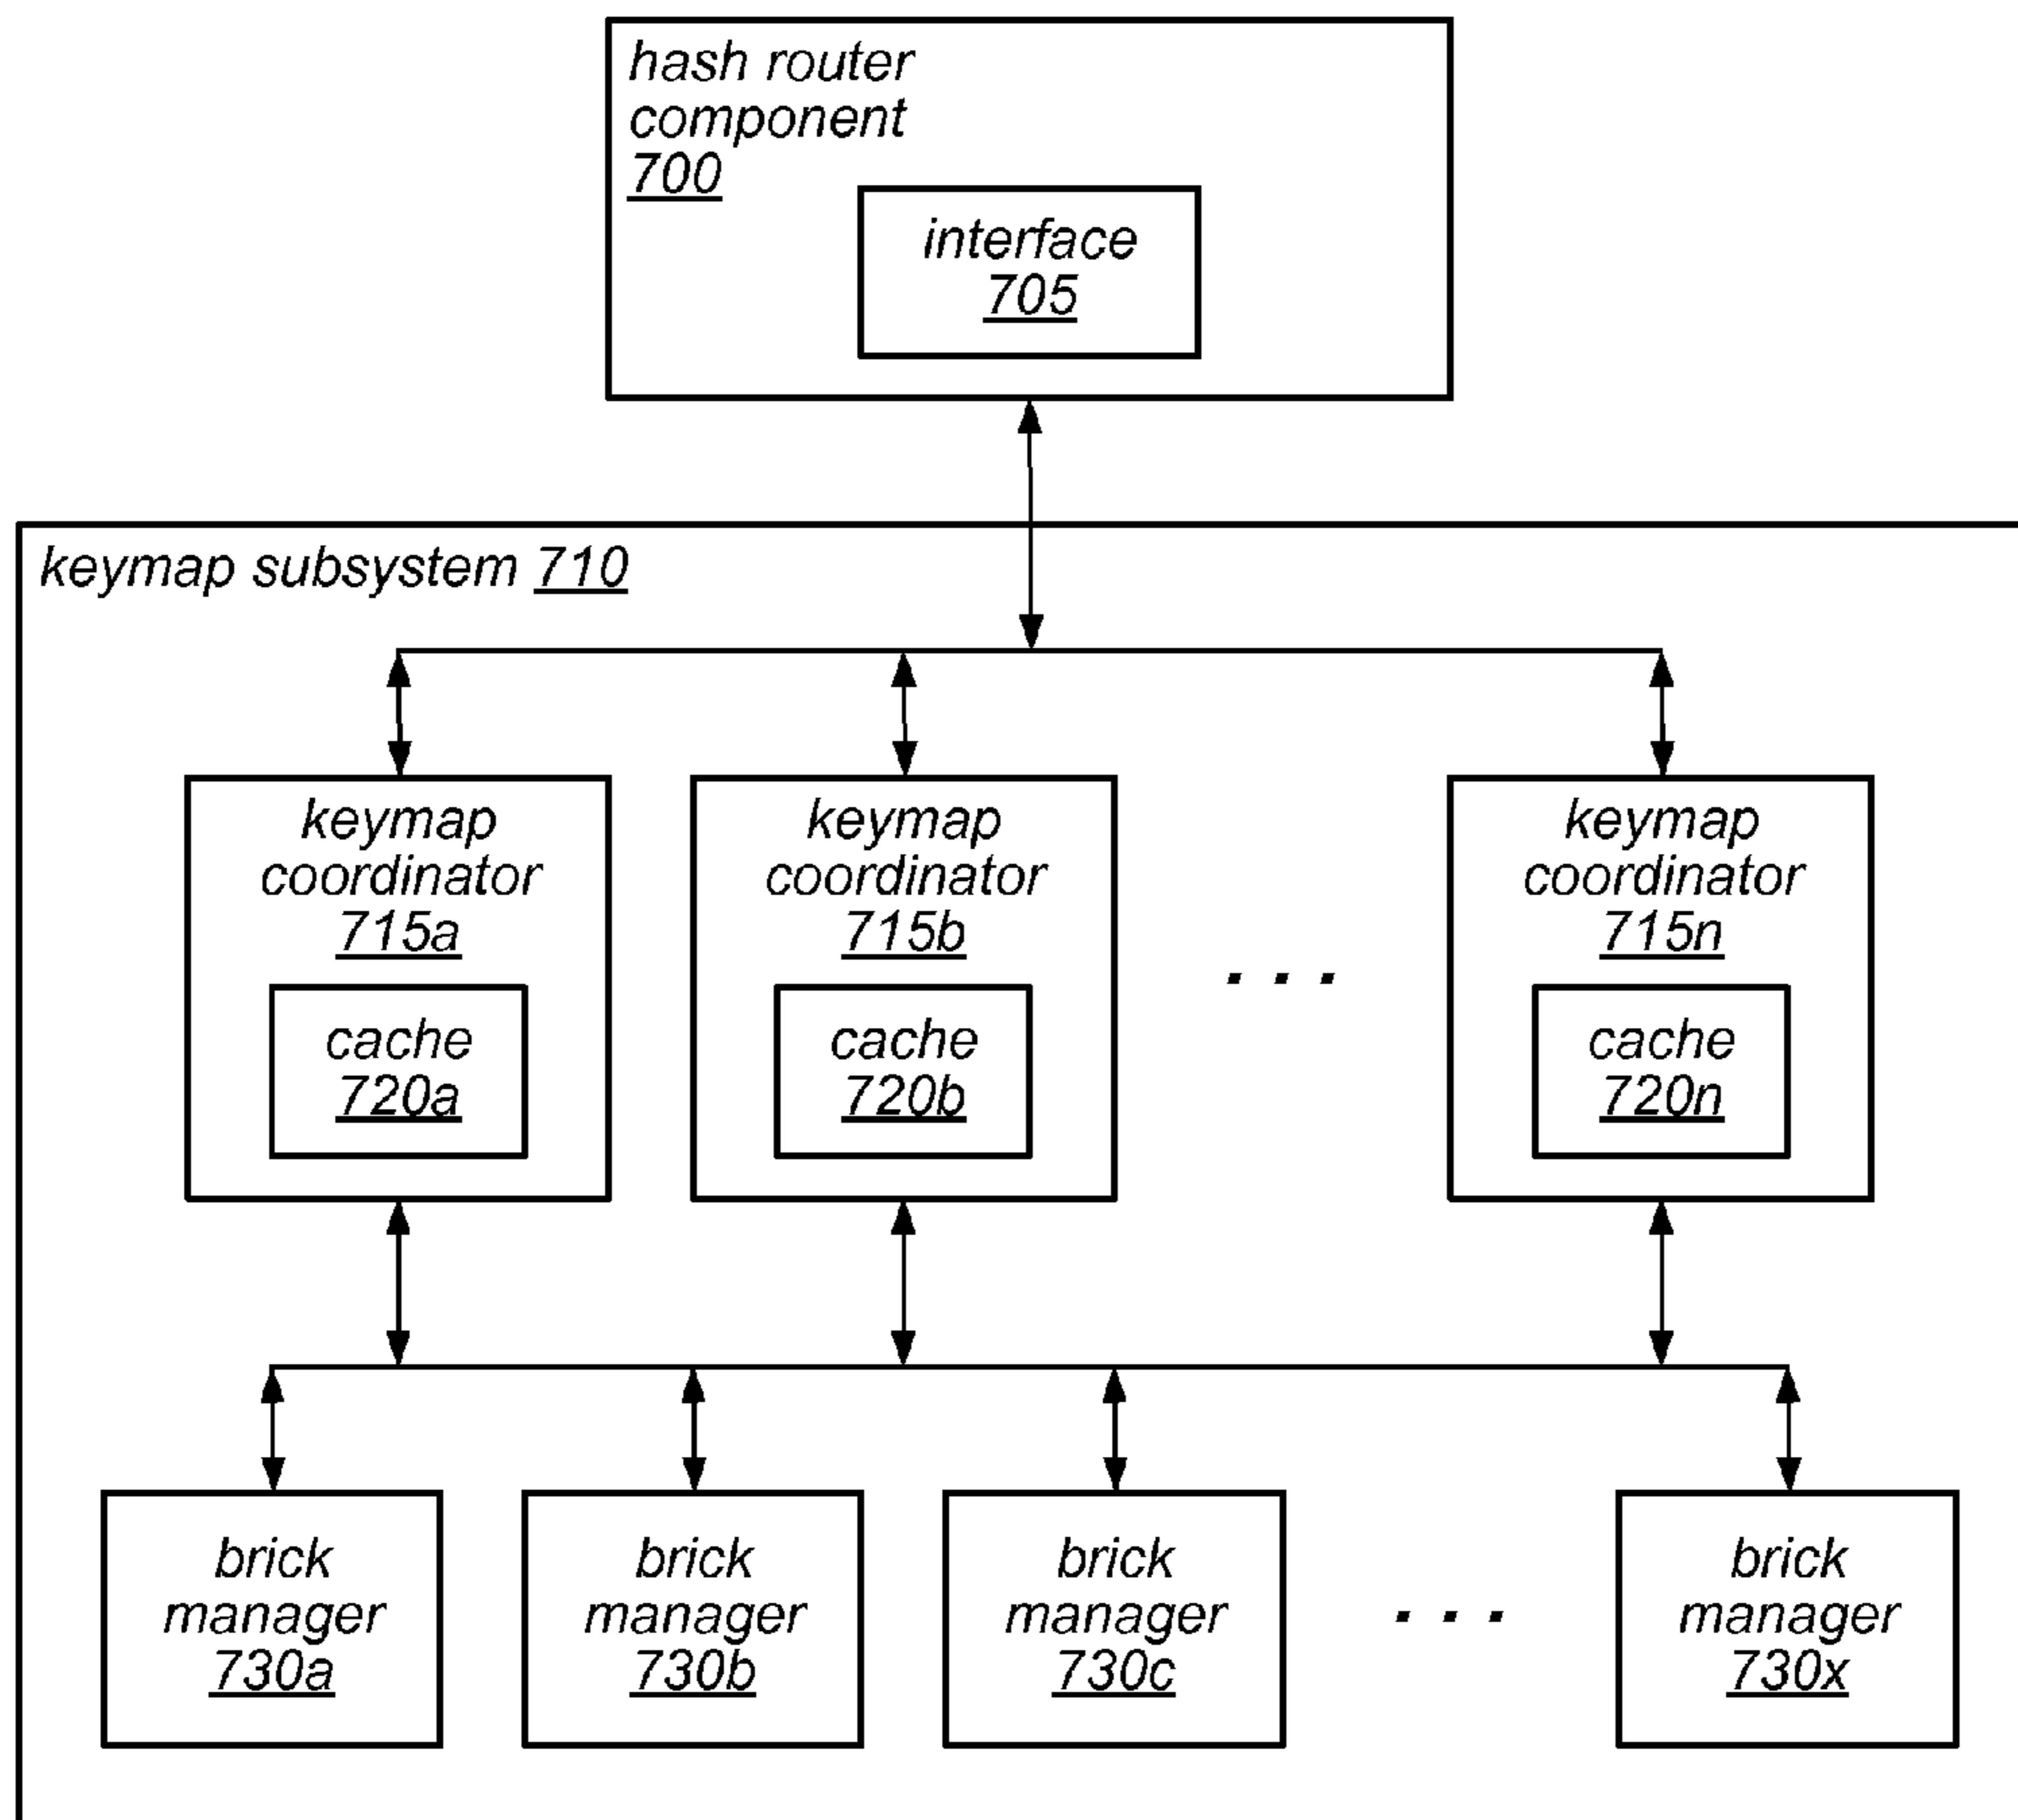 hash router
component
700
interface
705
keymap subsystem 710
keymap
coordinator
715a
cache
720a
keymap
coordinator
715b
cache
720b
. . .
keymap
coordinator
715n
cache
720n
brick
manager
730a
brick
manager
730b
brick
manager
730c
. . .
brick
manager
730x